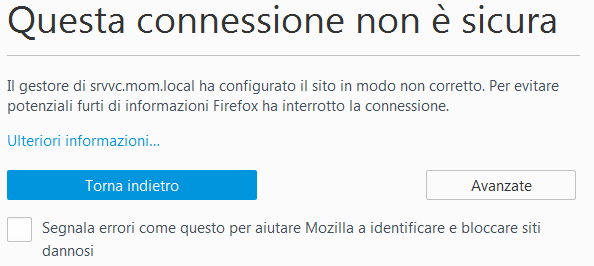 Questa connessione non è sicura
Il gestore di srvvc.mom.local ha configurato il sito in modo non corretto. Per evitare
potenziali furti di informazioni Firefox ha interrotto la connessione.
Ulteriori informazioni...
Torna indietro
Avanzate
Segnala errori come questo per aiutare Mozilla a identificare e bloccare siti
dannosi